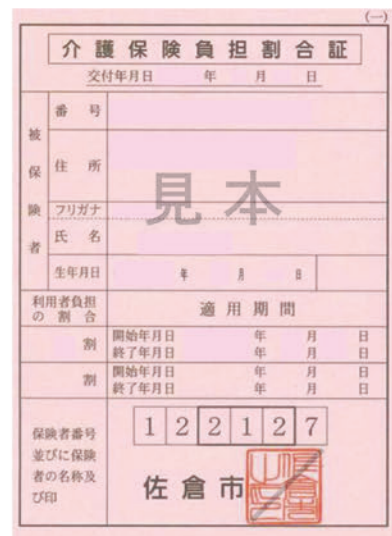 (一)
介護保険負担割合証
交付年月日 年 月 日
被保険者
番号
住所
フリガナ
氏名
生年月日 年 月 日
利用者負担の割合 適用期間
割 開始年月日 年 月 日
終了年月日 年 月 日
割 開始年月日 年 月 日
終了年月日 年 月 日
保険者番号
並びに保険
者の名称及
び印
1 2 2 1 2 7
佐倉市
見本